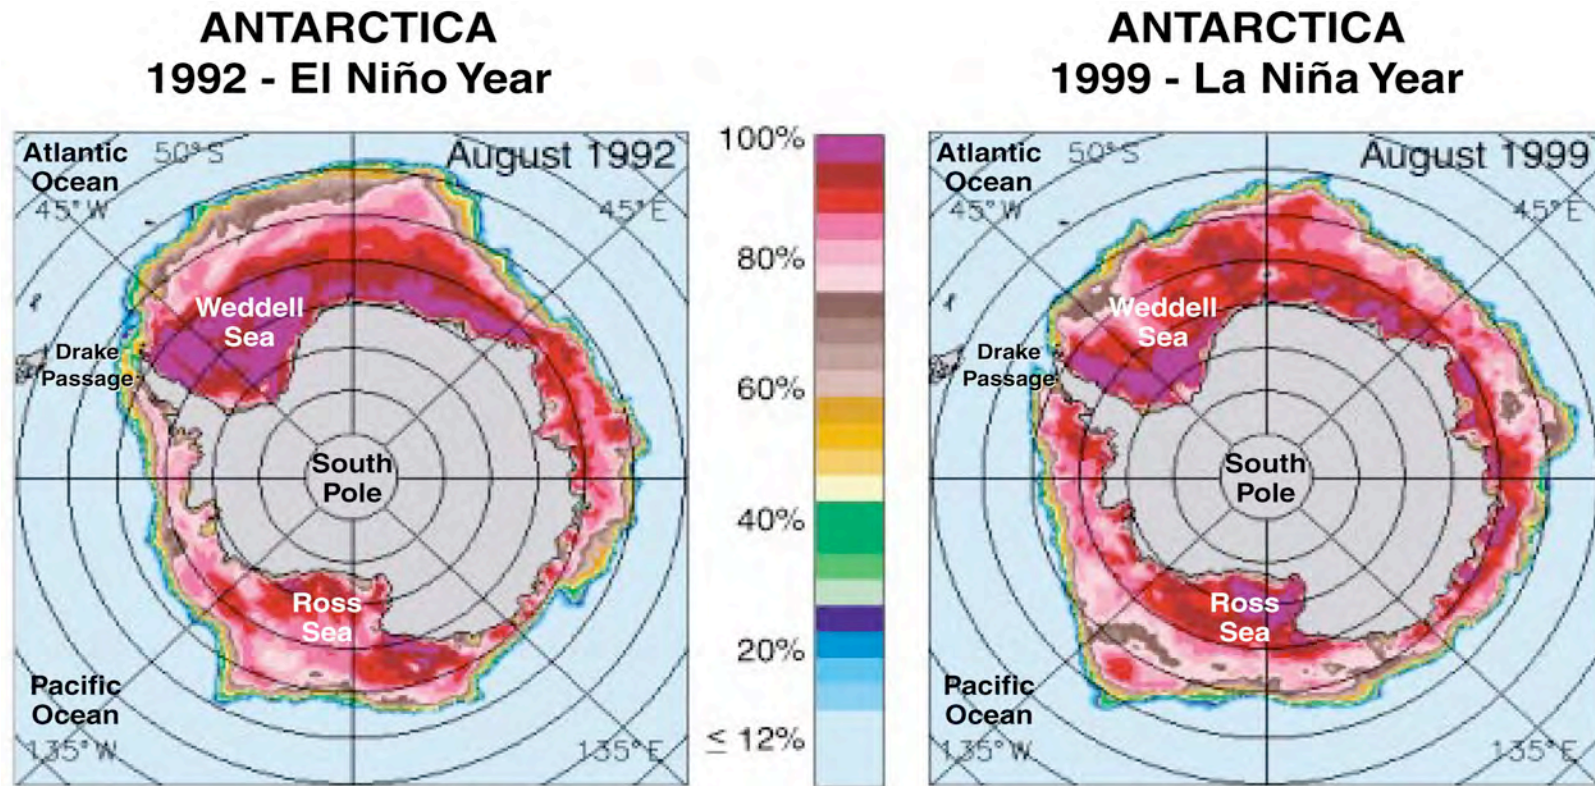 ANTARCTICA
1992 - El Niño Year
ANTARCTICA
1999 - La Niña Year
Atlantic
Ocean
50°S
August 1992
45°W
45°E
Weddell
Sea
Drake
Passage
South
Pole
Ross
Sea
Pacific
Ocean
135°W
135°E
100%
80%
60%
40%
20%
≤ 12%
Atlantic
Ocean
50°S
August 1999
45°W
45°E
Weddell
Sea
Drake
Passage
South
Pole
Ross
Sea
Pacific
Ocean
135°W
135°E